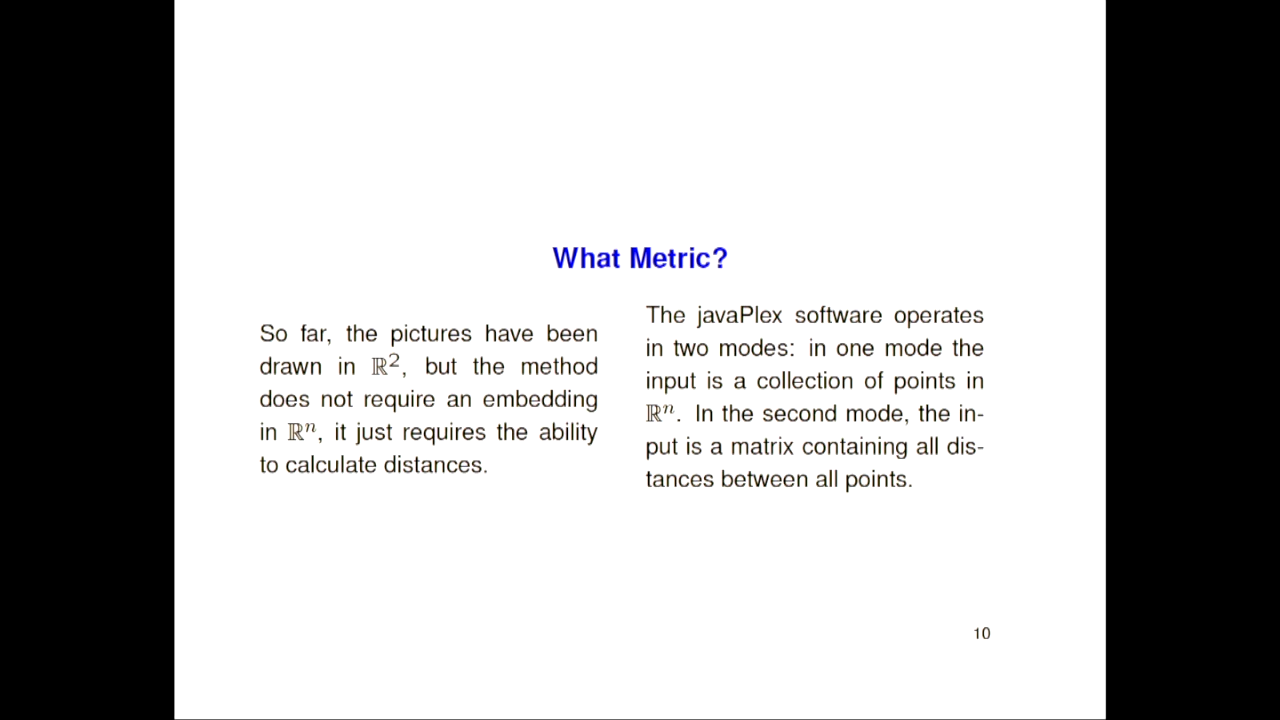 What Metric?
So far, the pictures have been
drawn in ℝ², but the method
does not require an embedding
in ℝⁿ, it just requires the ability
to calculate distances.
The javaPlex software operates
in two modes: in one mode the
input is a collection of points in
ℝⁿ. In the second mode, the in-
put is a matrix containing all dis-
tances between all points.
10